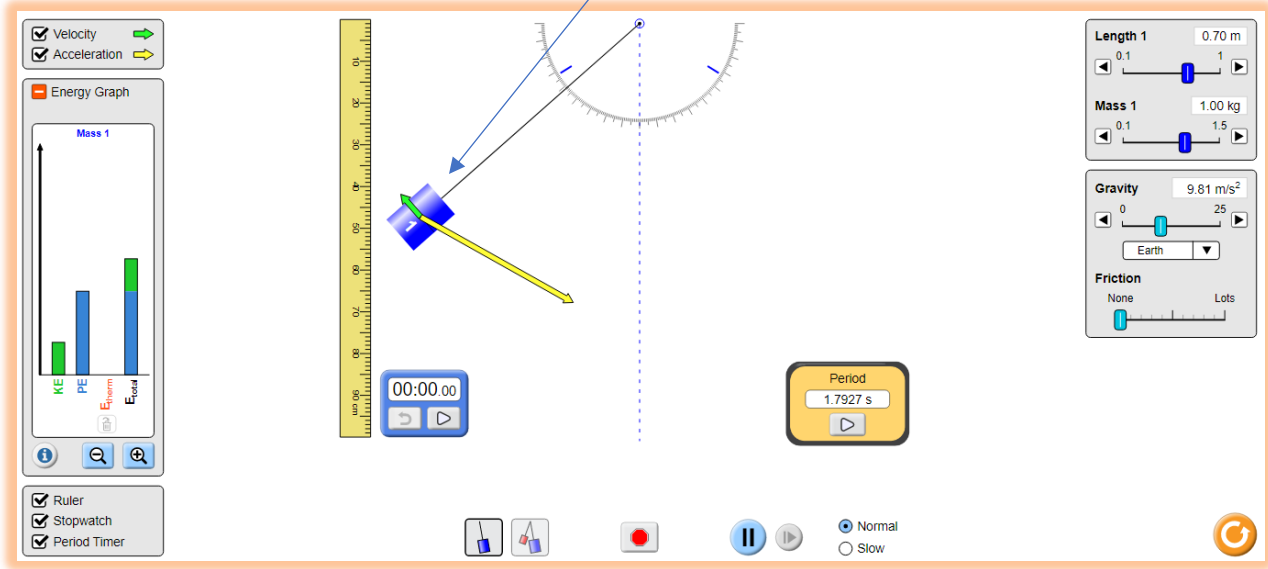 Velocity
Acceleration
Energy Graph
Mass 1
KE
PE
Etherm
Etotal
Ruler
Stopwatch
Period Timer
10
20
30
40
50
60
70
80
90 cm
1
00:00.00
Period
1.7927 s
Normal
Slow
Length 1 0.70 m
0.1 1
Mass 1 1.00 kg
0.1 1.5
Gravity 9.81 m/s²
0 25
Earth
Friction
None Lots